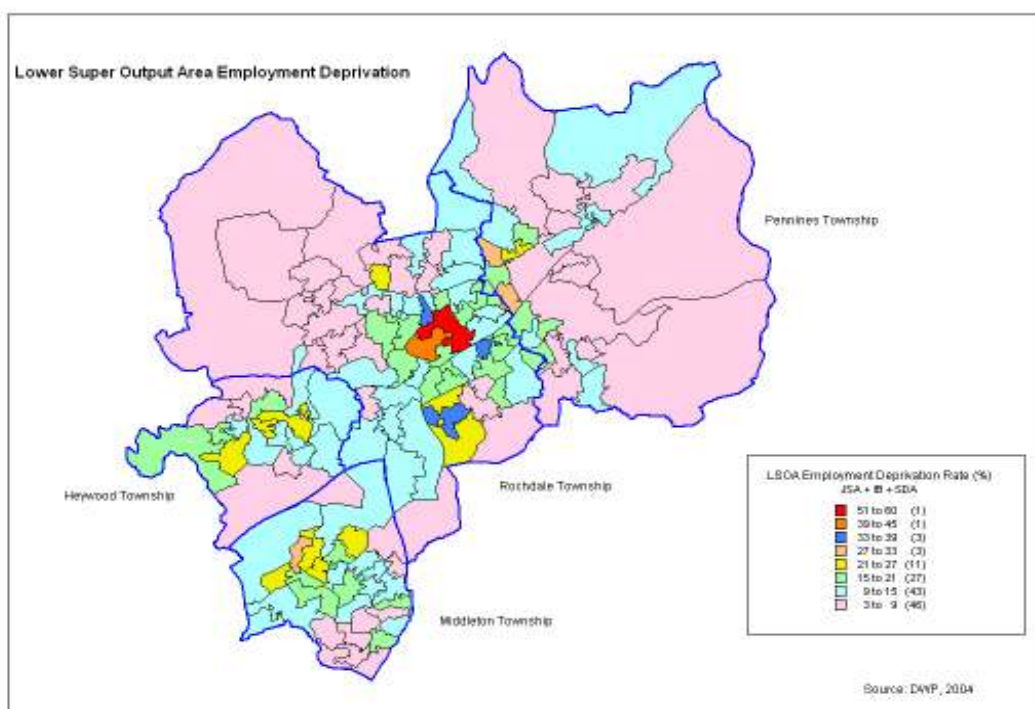 Lower Super Output Area Employment Deprivation
Pennines Township
Heywood Township
Rochdale Township
Middleton Township
LSOA Employment Deprivation Rate (%)
JSA + IB + SDA
51 to 60 (1)
39 to 45 (1)
33 to 39 (3)
27 to 33 (3)
21 to 27 (11)
15 to 21 (27)
9 to 15 (43)
3 to 9 (46)
Source: DWP, 2004